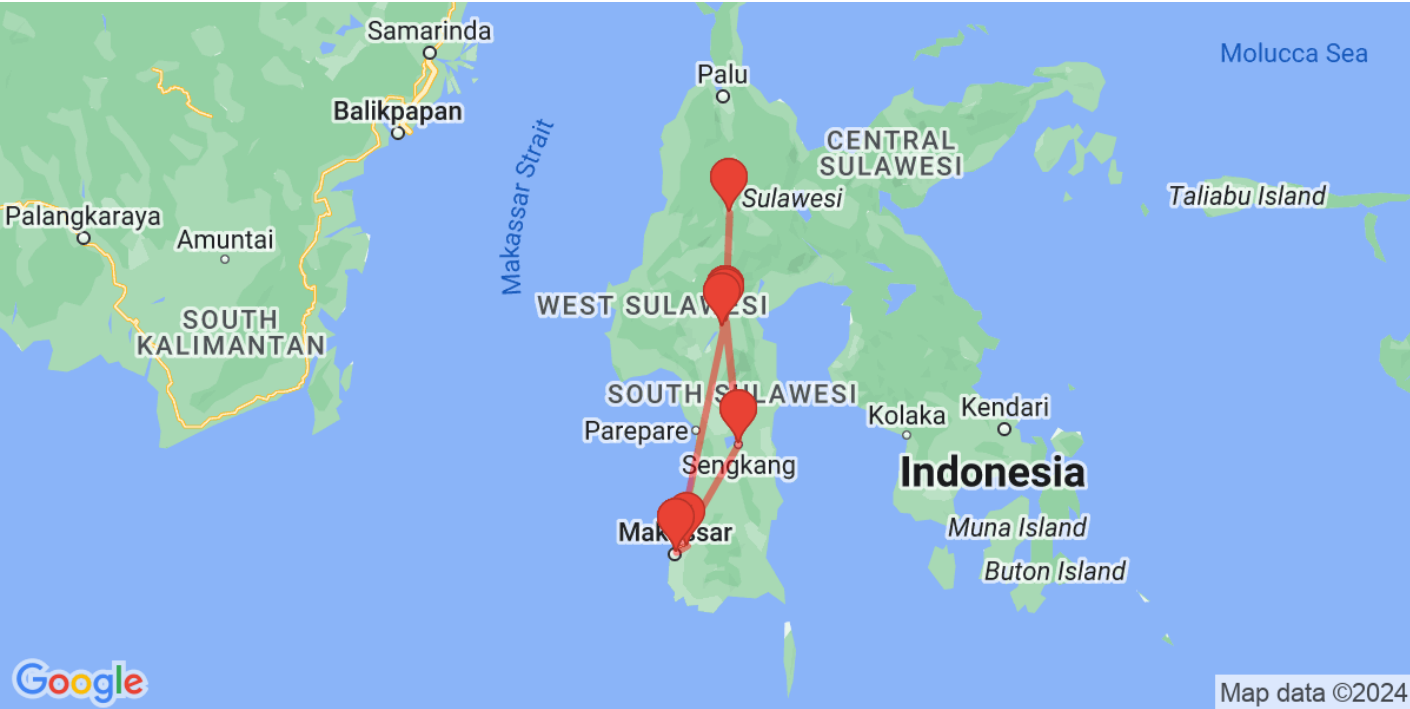 Samarinda
Molucca Sea
Palu
Balikpapan
Makassar Strait
CENTRAL
SULAWESI
Sulawesi
Taliabu Island
Palangkaraya
Amuntai
WEST SULAWESI
SOUTH
KALIMANTAN
SOUTH SULAWESI
Kolaka
Kendari
Parepare
Sengkang
Indonesia
Makassar
Muna Island
Buton Island
Google
Map data ©2024